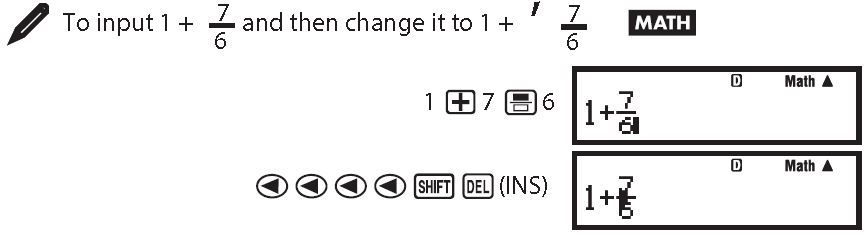 To input 1 + 7/6 and then change it to 1 + ′ 7/6 MATH
1 + 7 6
D Math ▲
1+7/6
◀ ◀ ◀ ◀ SHIFT DEL (INS)
D Math ▲
1+7/6